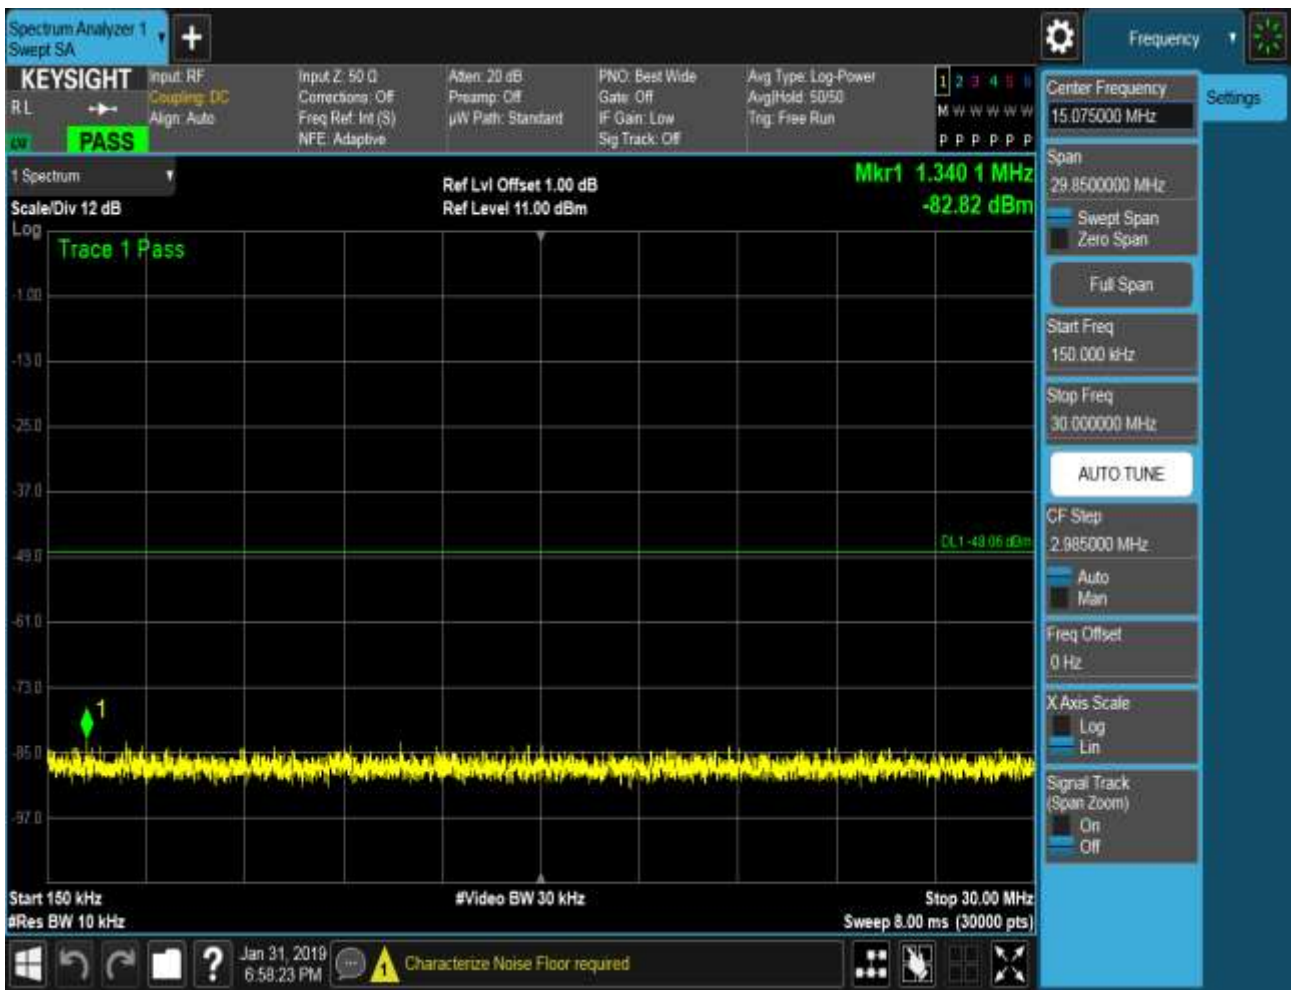 Spectrum Analyzer 1
Swept SA
+
Frequency
KEYSIGHT
R L
PASS
Input: RF
Coupling: DC
Align: Auto
Input Z: 50 Ω
Corrections: Off
Freq Ref: Int (S)
NFE: Adaptive
Atten: 20 dB
Preamp: Off
µW Path: Standard
PNO: Best Wide
Gate: Off
IF Gain: Low
Sig Track: Off
Avg Type: Log-Power
Avg|Hold: 50/50
Trig: Free Run
1 2 3 4 5 6
M W W W W W
P P P P P P
1 Spectrum
Scale/Div 12 dB
Log
Ref Lvl Offset 1.00 dB
Ref Level 11.00 dBm
Mkr1 1.340 1 MHz
-82.82 dBm
Trace 1 Pass
-1.00
-13.0
-25.0
-37.0
DL1 -48.06 dBm
-49.0
-61.0
-73.0
1
-85.0
-97.0
Start 150 kHz
#Res BW 10 kHz
#Video BW 30 kHz
Stop 30.00 MHz
Sweep 8.00 ms (30000 pts)
Center Frequency
15.075000 MHz
Settings
Span
29.8500000 MHz
Swept Span
Zero Span
Full Span
Start Freq
150.000 kHz
Stop Freq
30.000000 MHz
AUTO TUNE
CF Step
2.985000 MHz
Auto
Man
Freq Offset
0 Hz
X Axis Scale
Log
Lin
Signal Track
(Span Zoom)
On
Off
?
Jan 31, 2019
6:58:23 PM
1
Characterize Noise Floor required